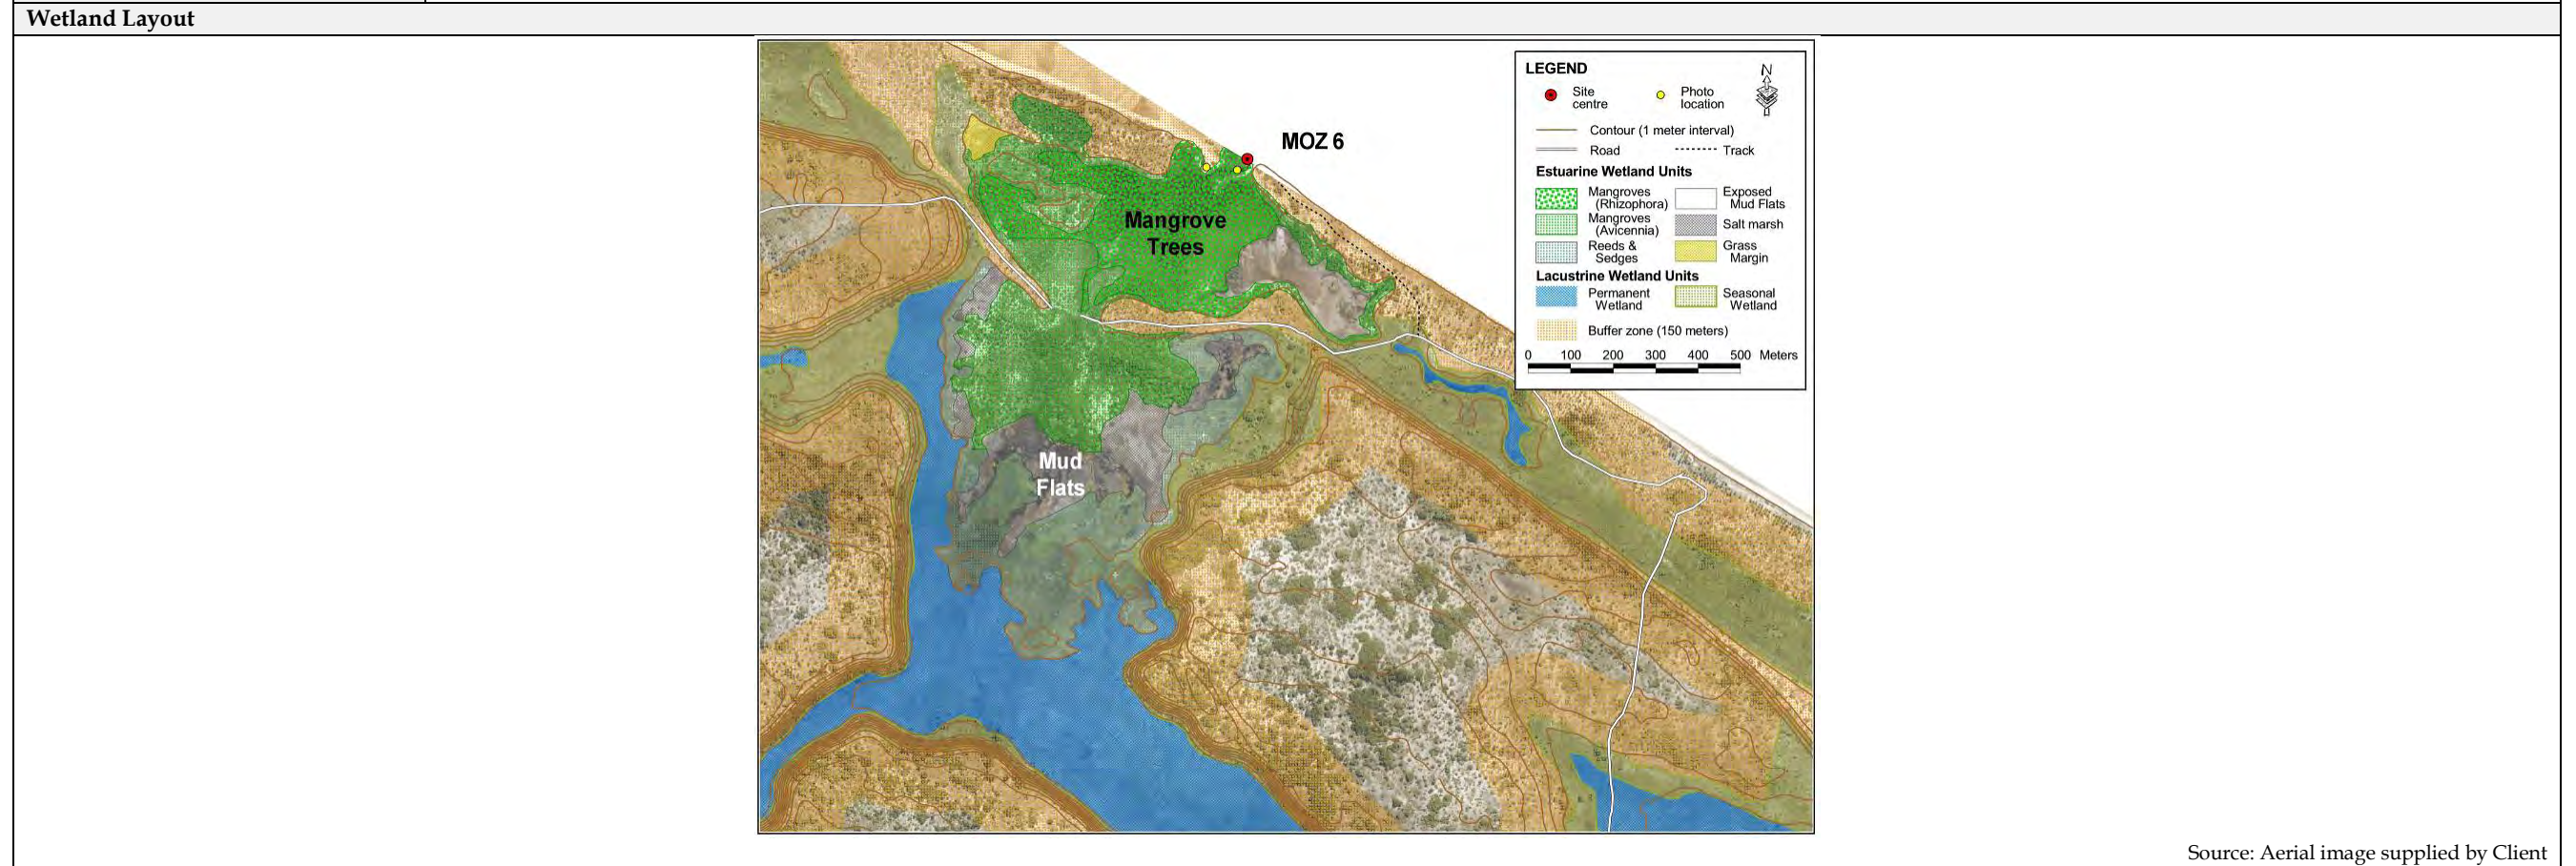 Wetland Layout
MOZ 6
Mangrove
Trees
Mud
Flats
LEGEND
N
Site
centre
Photo
location
Contour (1 meter interval)
Road
Track
Estuarine Wetland Units
Mangroves
(Rhizophora)
Exposed
Mud Flats
Mangroves
(Avicennia)
Salt marsh
Reeds &
Sedges
Grass
Margin
Lacustrine Wetland Units
Permanent
Wetland
Seasonal
Wetland
Buffer zone (150 meters)
0 100 200 300 400 500 Meters
Source: Aerial image supplied by Client